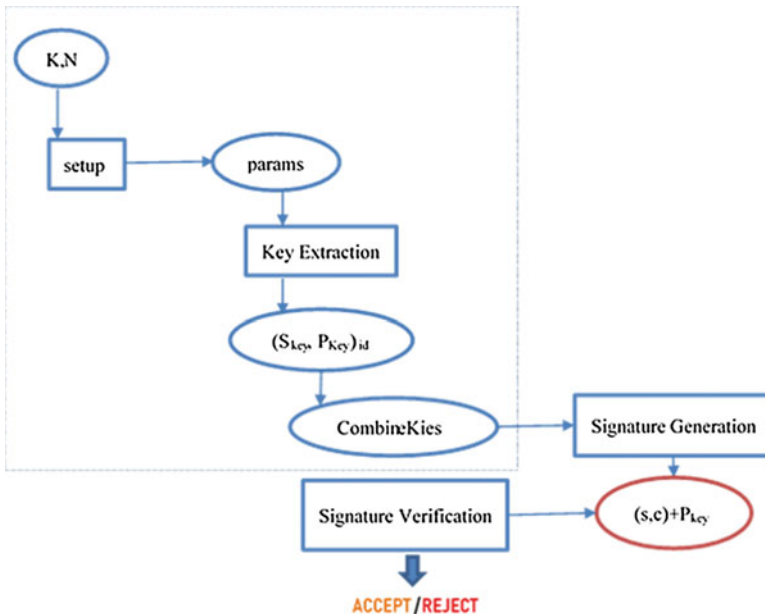 K,N
setup
params
Key Extraction
(Skey, PKey)id
CombineKies
Signature Generation
Signature Verification
(s,c)+Pkey
ACCEPT/REJECT